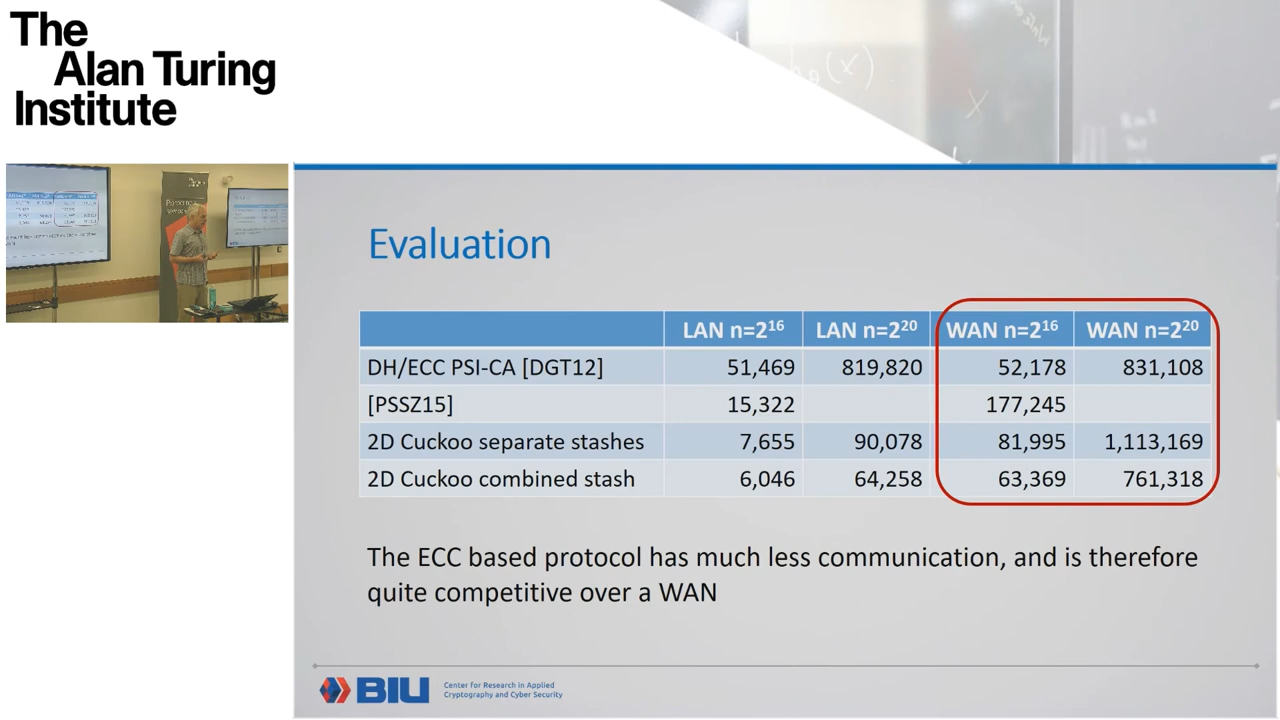 The
Alan Turing
Institute
Evaluation
LAN n=2¹⁶ LAN n=2²⁰ WAN n=2¹⁶ WAN n=2²⁰
DH/ECC PSI-CA [DGT12] 51,469 819,820 52,178 831,108
[PSSZ15] 15,322 177,245
2D Cuckoo separate stashes 7,655 90,078 81,995 1,113,169
2D Cuckoo combined stash 6,046 64,258 63,369 761,318
The ECC based protocol has much less communication, and is therefore
quite competitive over a WAN
BIU
Center for Research in Applied
Cryptography and Cyber Security